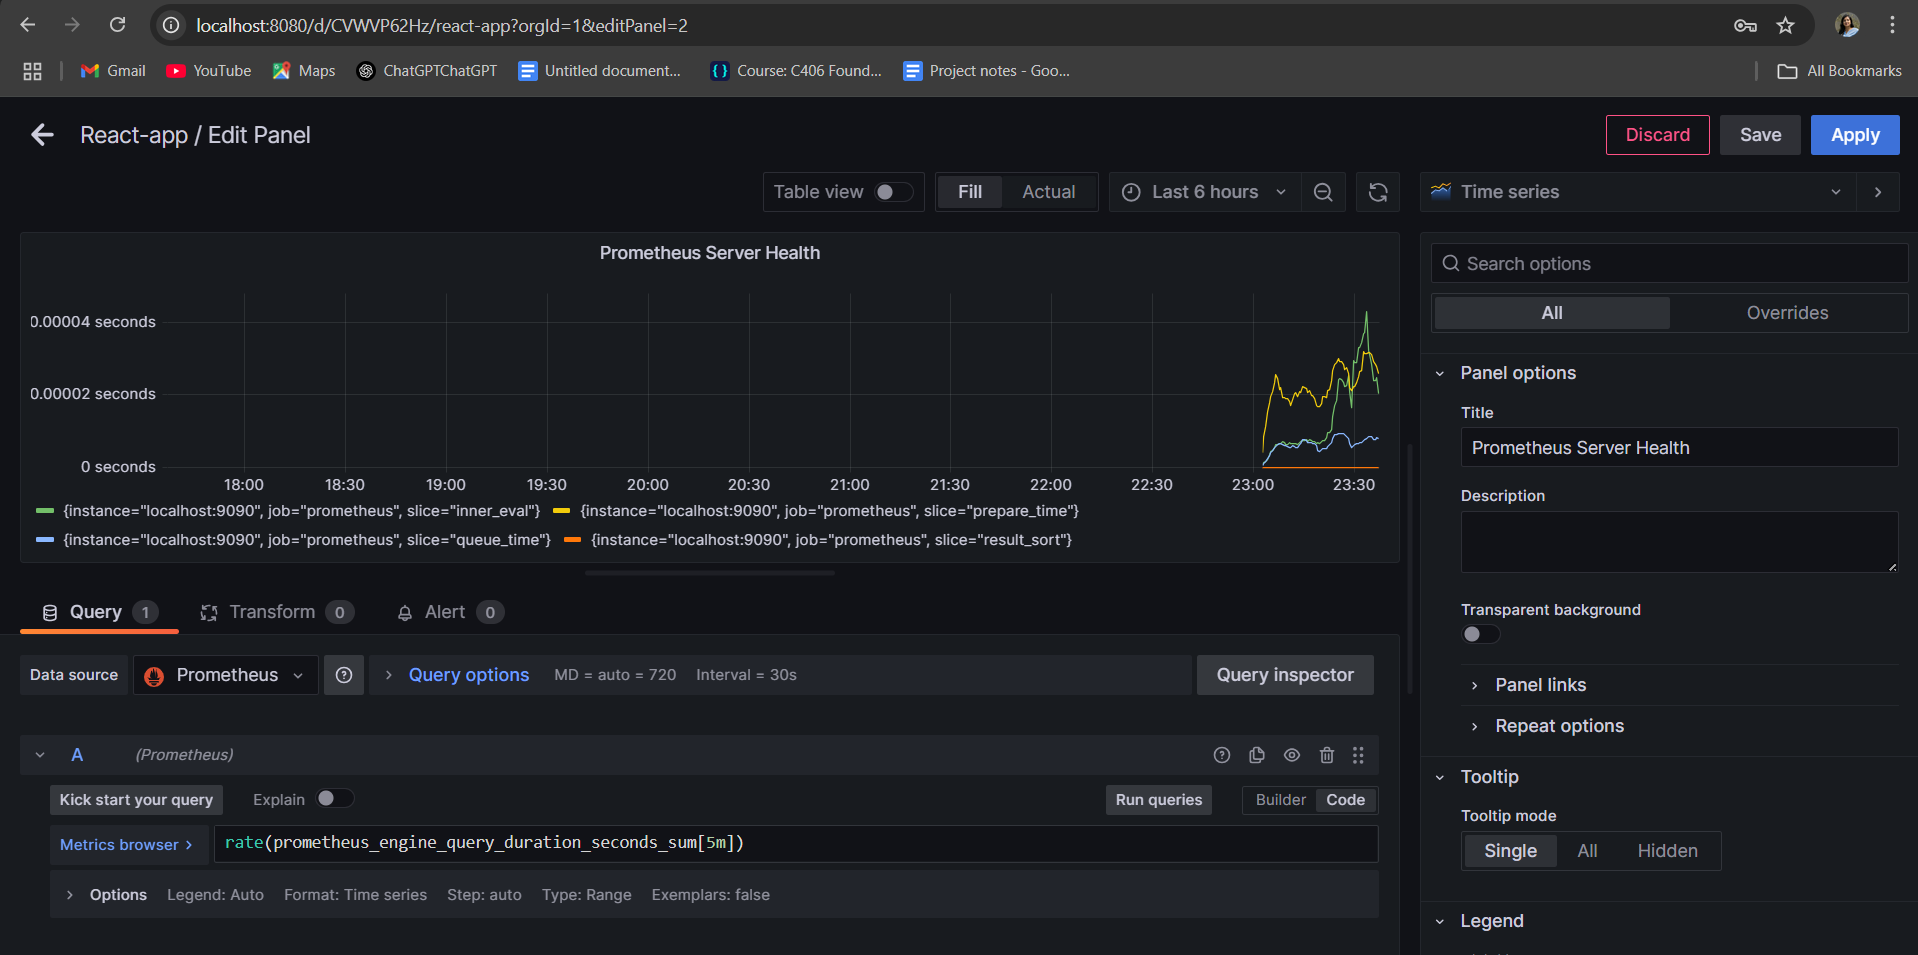 localhost:8080/d/CVWVP62Hz/react-app?orgId=1&editPanel=2
Gmail YouTube Maps ChatGPTChatGPT Untitled document... Course: C406 Found... Project notes - Goo... All Bookmarks
React-app / Edit Panel Discard Save Apply
Table view Fill Actual Last 6 hours Time series
Prometheus Server Health
0.00004 seconds
0.00002 seconds
0 seconds
18:00 18:30 19:00 19:30 20:00 20:30 21:00 21:30 22:00 22:30 23:00 23:30
{instance="localhost:9090", job="prometheus", slice="inner_eval"} {instance="localhost:9090", job="prometheus", slice="prepare_time"}
{instance="localhost:9090", job="prometheus", slice="queue_time"} {instance="localhost:9090", job="prometheus", slice="result_sort"}
Query 1 Transform 0 Alert 0
Data source Prometheus Query options MD = auto = 720 Interval = 30s Query inspector
A (Prometheus)
Kick start your query Explain Run queries Builder Code
Metrics browser > rate(prometheus_engine_query_duration_seconds_sum[5m])
Options Legend: Auto Format: Time series Step: auto Type: Range Exemplars: false
Search options
All Overrides
Panel options
Title
Prometheus Server Health
Description
Transparent background
Panel links
Repeat options
Tooltip
Tooltip mode
Single All Hidden
Legend